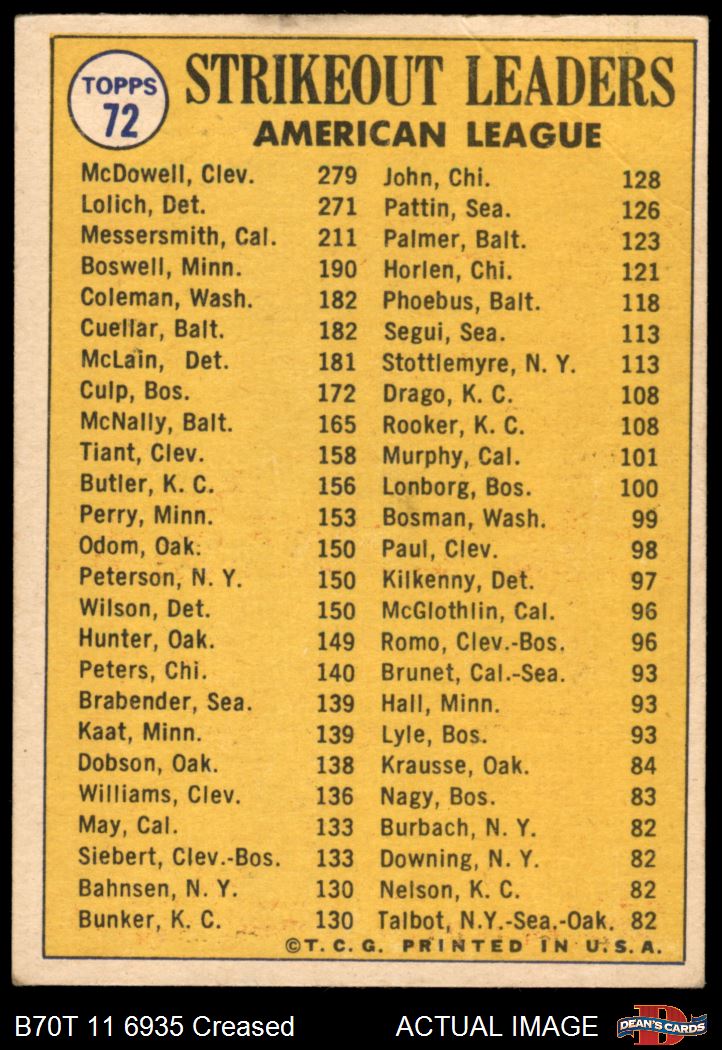 TOPPS
72
STRIKEOUT LEADERS
AMERICAN LEAGUE
McDowell, Clev. 279
Lolich, Det. 271
Messersmith, Cal. 211
Boswell, Minn. 190
Coleman, Wash. 182
Cuellar, Balt. 182
McLain, Det. 181
Culp, Bos. 172
McNally, Balt. 165
Tiant, Clev. 158
Butler, K. C. 156
Perry, Minn. 153
Odom, Oak. 150
Peterson, N. Y. 150
Wilson, Det. 150
Hunter, Oak. 149
Peters, Chi. 140
Brabender, Sea. 139
Kaat, Minn. 139
Dobson, Oak. 138
Williams, Clev. 136
May, Cal. 133
Siebert, Clev.-Bos. 133
Bahnsen, N. Y. 130
Bunker, K. C. 130
John, Chi. 128
Pattin, Sea. 126
Palmer, Balt. 123
Horlen, Chi. 121
Phoebus, Balt. 118
Segui, Sea. 113
Stottlemyre, N. Y. 113
Drago, K. C. 108
Rooker, K. C. 108
Murphy, Cal. 101
Lonborg, Bos. 100
Bosman, Wash. 99
Paul, Clev. 98
Kilkenny, Det. 97
McGlothlin, Cal. 96
Romo, Clev.-Bos. 96
Brunet, Cal.-Sea. 93
Hall, Minn. 93
Lyle, Bos. 93
Krausse, Oak. 84
Nagy, Bos. 83
Burbach, N. Y. 82
Downing, N. Y. 82
Nelson, K. C. 82
Talbot, N.Y.-Sea.-Oak. 82
©T. C. G. PRINTED IN U.S.A.
B70T 11 6935 Creased
ACTUAL IMAGE
D
DEAN'S CARDS